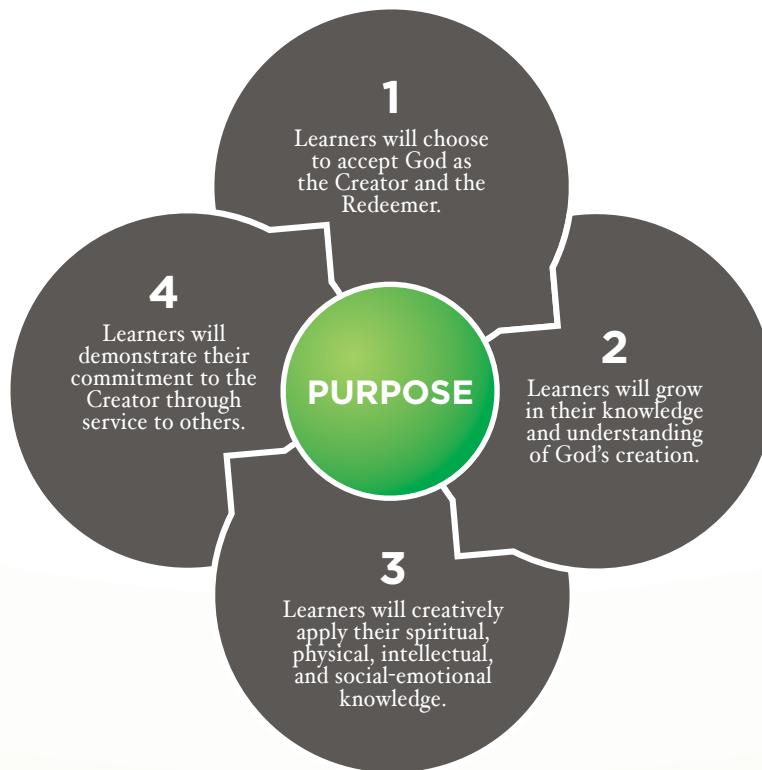 1
Learners will choose
to accept God as
the Creator and the
Redeemer.
4
Learners will
demonstrate their
commitment to the
Creator through
service to others.
PURPOSE
2
Learners will grow
in their knowledge
and understanding
of God's creation.
3
Learners will creatively
apply their spiritual,
physical, intellectual,
and social-emotional
knowledge.